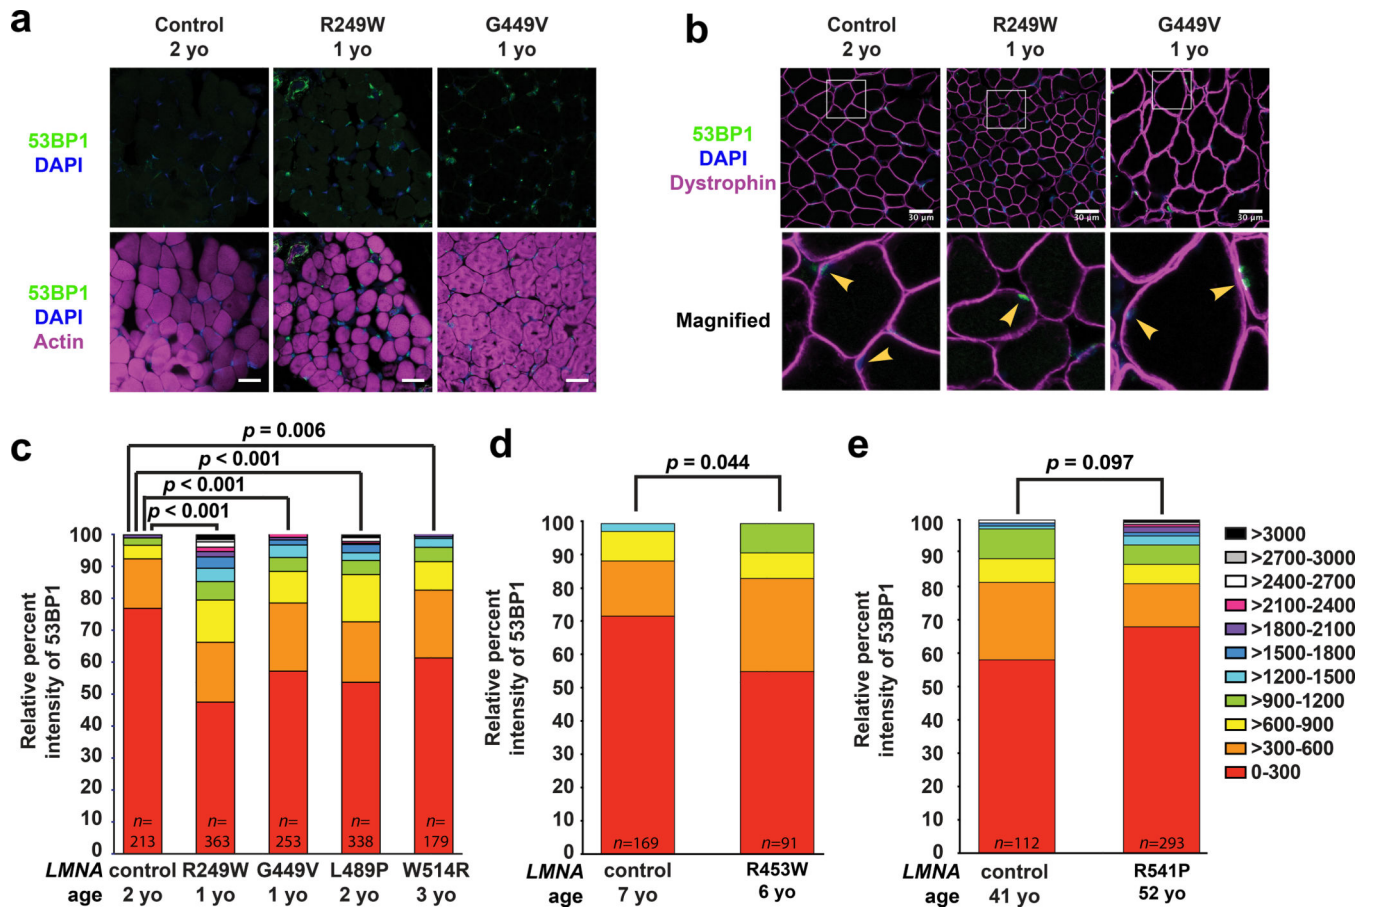 a
Control
2 yo
R249W
1 yo
G449V
1 yo
53BP1
DAPI
53BP1
DAPI
Actin
b
Control
2 yo
R249W
1 yo
G449V
1 yo
53BP1
DAPI
Dystrophin
30 µm
30 µm
30 µm
Magnified
c
p = 0.006
p < 0.001
p < 0.001
p < 0.001
Relative percent
intensity of 53BP1
100
90
80
70
60
50
40
30
20
10
0
n=
213
n=
363
n=
253
n=
338
n=
179
LMNA control R249W G449V L489P W514R
age 2 yo 1 yo 1 yo 2 yo 3 yo
d
p = 0.044
Relative percent
intensity of 53BP1
100
90
80
70
60
50
40
30
20
10
0
n=169
n=91
LMNA control R453W
age 7 yo 6 yo
e
p = 0.097
Relative percent
intensity of 53BP1
100
90
80
70
60
50
40
30
20
10
0
n=112
n=293
LMNA control R541P
age 41 yo 52 yo
>3000
>2700-3000
>2400-2700
>2100-2400
>1800-2100
>1500-1800
>1200-1500
>900-1200
>600-900
>300-600
0-300